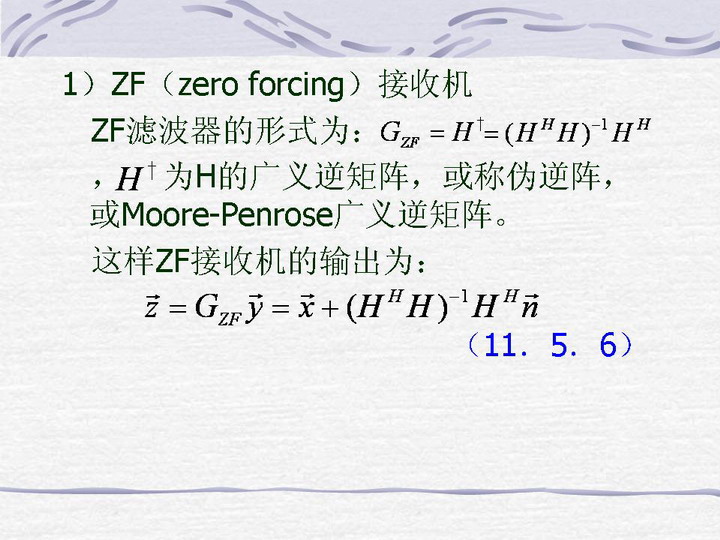 1）ZF（zero forcing）接收机
ZF滤波器的形式为：G_{ZF} = H^† = (H^H H)^{-1} H^H
，H^† 为H的广义逆矩阵，或称伪逆阵，
或Moore-Penrose广义逆矩阵。
这样ZF接收机的输出为：
\vec{z} = G_{ZF} \vec{y} = \vec{x} + (H^H H)^{-1} H^H \vec{n}
（11．5．6）